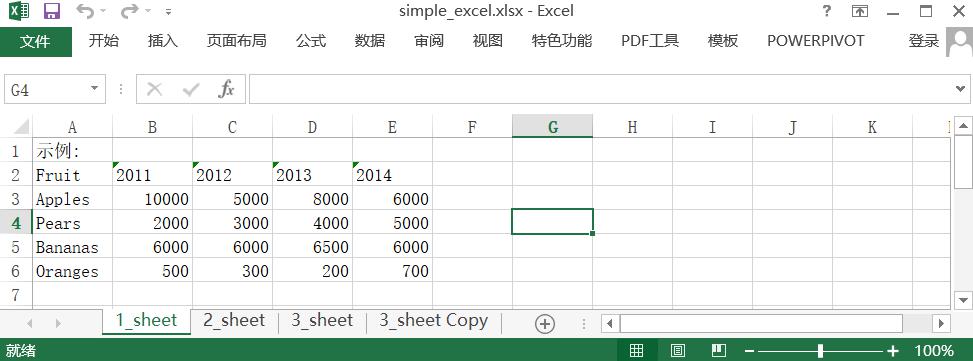 simple_excel.xlsx - Excel
文件 开始 插入 页面布局 公式 数据 审阅 视图 特色功能 PDF工具 模板 POWERPIVOT 登录
G4 fx
A B C D E F G H I J K
1 示例:
2 Fruit 2011 2012 2013 2014
3 Apples 10000 5000 8000 6000
4 Pears 2000 3000 4000 5000
5 Bananas 6000 6000 6500 6000
6 Oranges 500 300 200 700
7
1_sheet 2_sheet 3_sheet 3_sheet Copy
就绪 100%